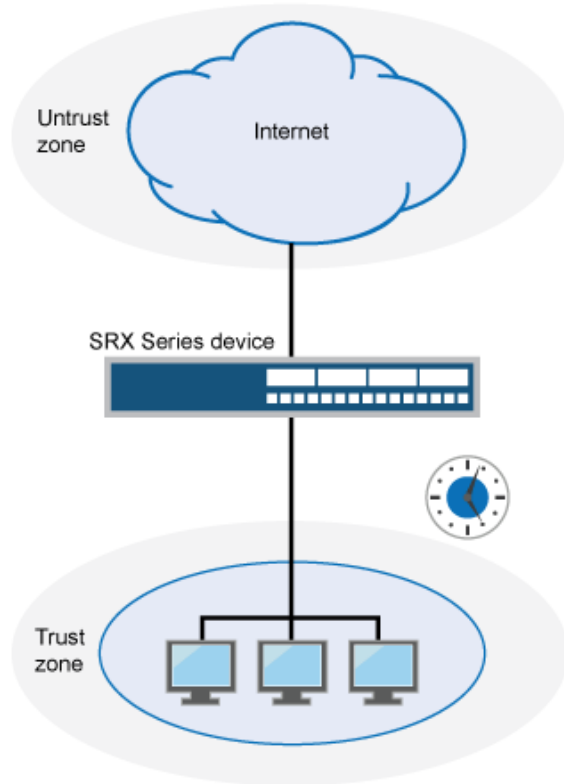 Untrust
zone
Internet
SRX Series device
Trust
zone